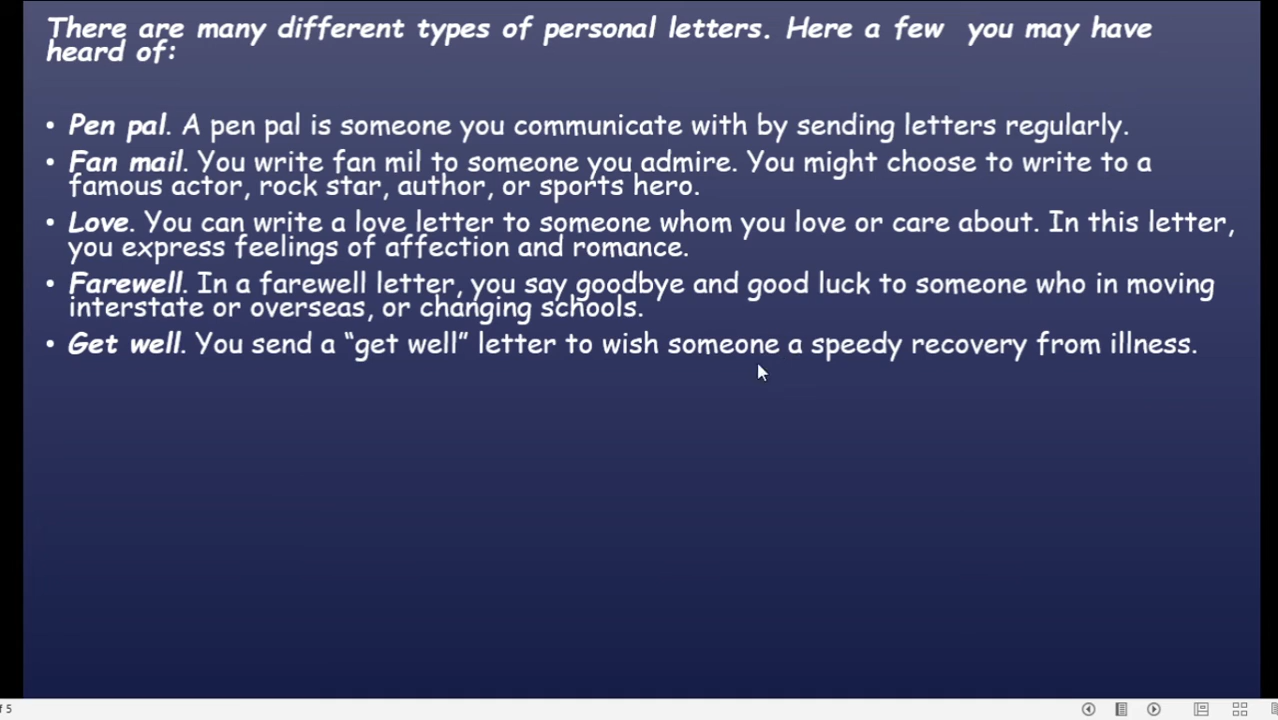 There are many different types of personal letters. Here a few  you may have
heard of:
• Pen pal. A pen pal is someone you communicate with by sending letters regularly.
• Fan mail. You write fan mil to someone you admire. You might choose to write to a
famous actor, rock star, author, or sports hero.
• Love. You can write a love letter to someone whom you love or care about. In this letter,
you express feelings of affection and romance.
• Farewell. In a farewell letter, you say goodbye and good luck to someone who in moving
interstate or overseas, or changing schools.
• Get well. You send a “get well” letter to wish someone a speedy recovery from illness.
f 5